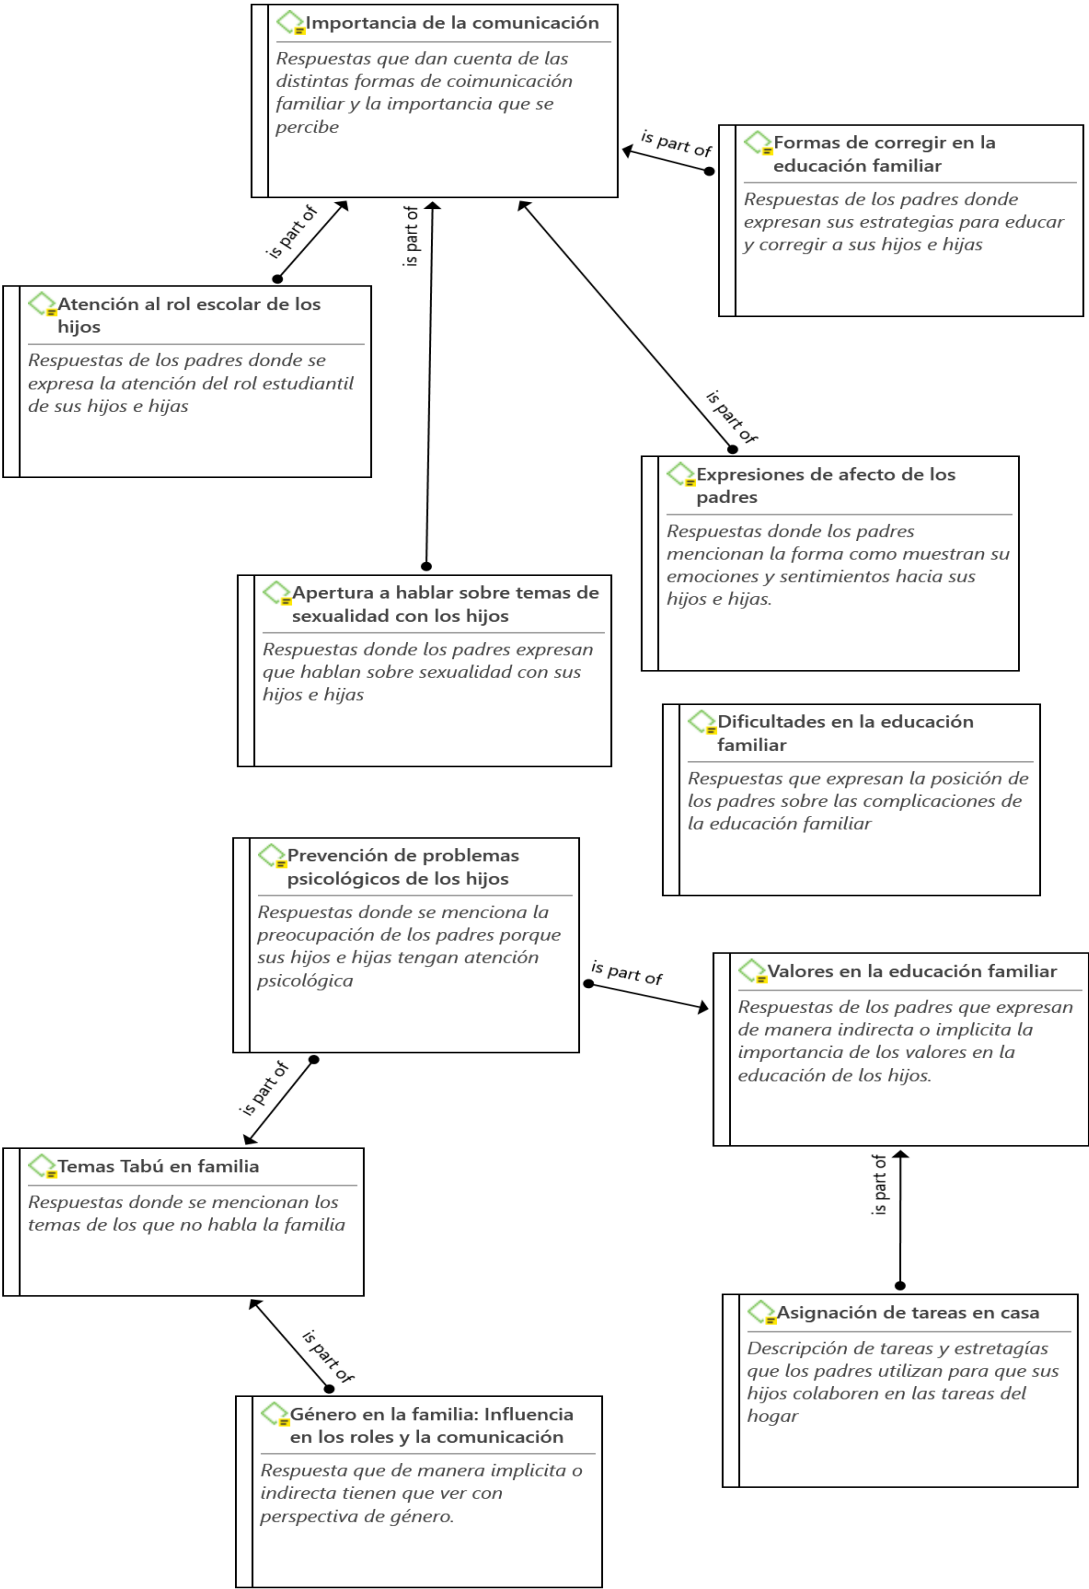 Importancia de la comunicación
Respuestas que dan cuenta de las
distintas formas de coimunicación
familiar y la importancia que se
percibe
is part of
Formas de corregir en la
educación familiar
Respuestas de los padres donde
expresan sus estrategias para educar
y corregir a sus hijos e hijas
is part of
is part of
Atención al rol escolar de los
hijos
Respuestas de los padres donde se
expresa la atención del rol estudiantil
de sus hijos e hijas
is part of
Expresiones de afecto de los
padres
Respuestas donde los padres
mencionan la forma como muestran su
emociones y sentimientos hacia sus
hijos e hijas.
Apertura a hablar sobre temas de
sexualidad con los hijos
Respuestas donde los padres expresan
que hablan sobre sexualidad con sus
hijos e hijas
Dificultades en la educación
familiar
Respuestas que expresan la posición de
los padres sobre las complicaciones de
la educación familiar
Prevención de problemas
psicológicos de los hijos
Respuestas donde se menciona la
preocupación de los padres porque
sus hijos e hijas tengan atención
psicológica
is part of
Valores en la educación familiar
Respuestas de los padres que expresan
de manera indirecta o implicita la
importancia de los valores en la
educación de los hijos.
is part of
Temas Tabú en familia
Respuestas donde se mencionan los
temas de los que no habla la familia
is part of
Asignación de tareas en casa
Descripción de tareas y estretagías
que los padres utilizan para que sus
hijos colaboren en las tareas del
hogar
is part of
Género en la familia: Influencia
en los roles y la comunicación
Respuesta que de manera implicita o
indirecta tienen que ver con
perspectiva de género.